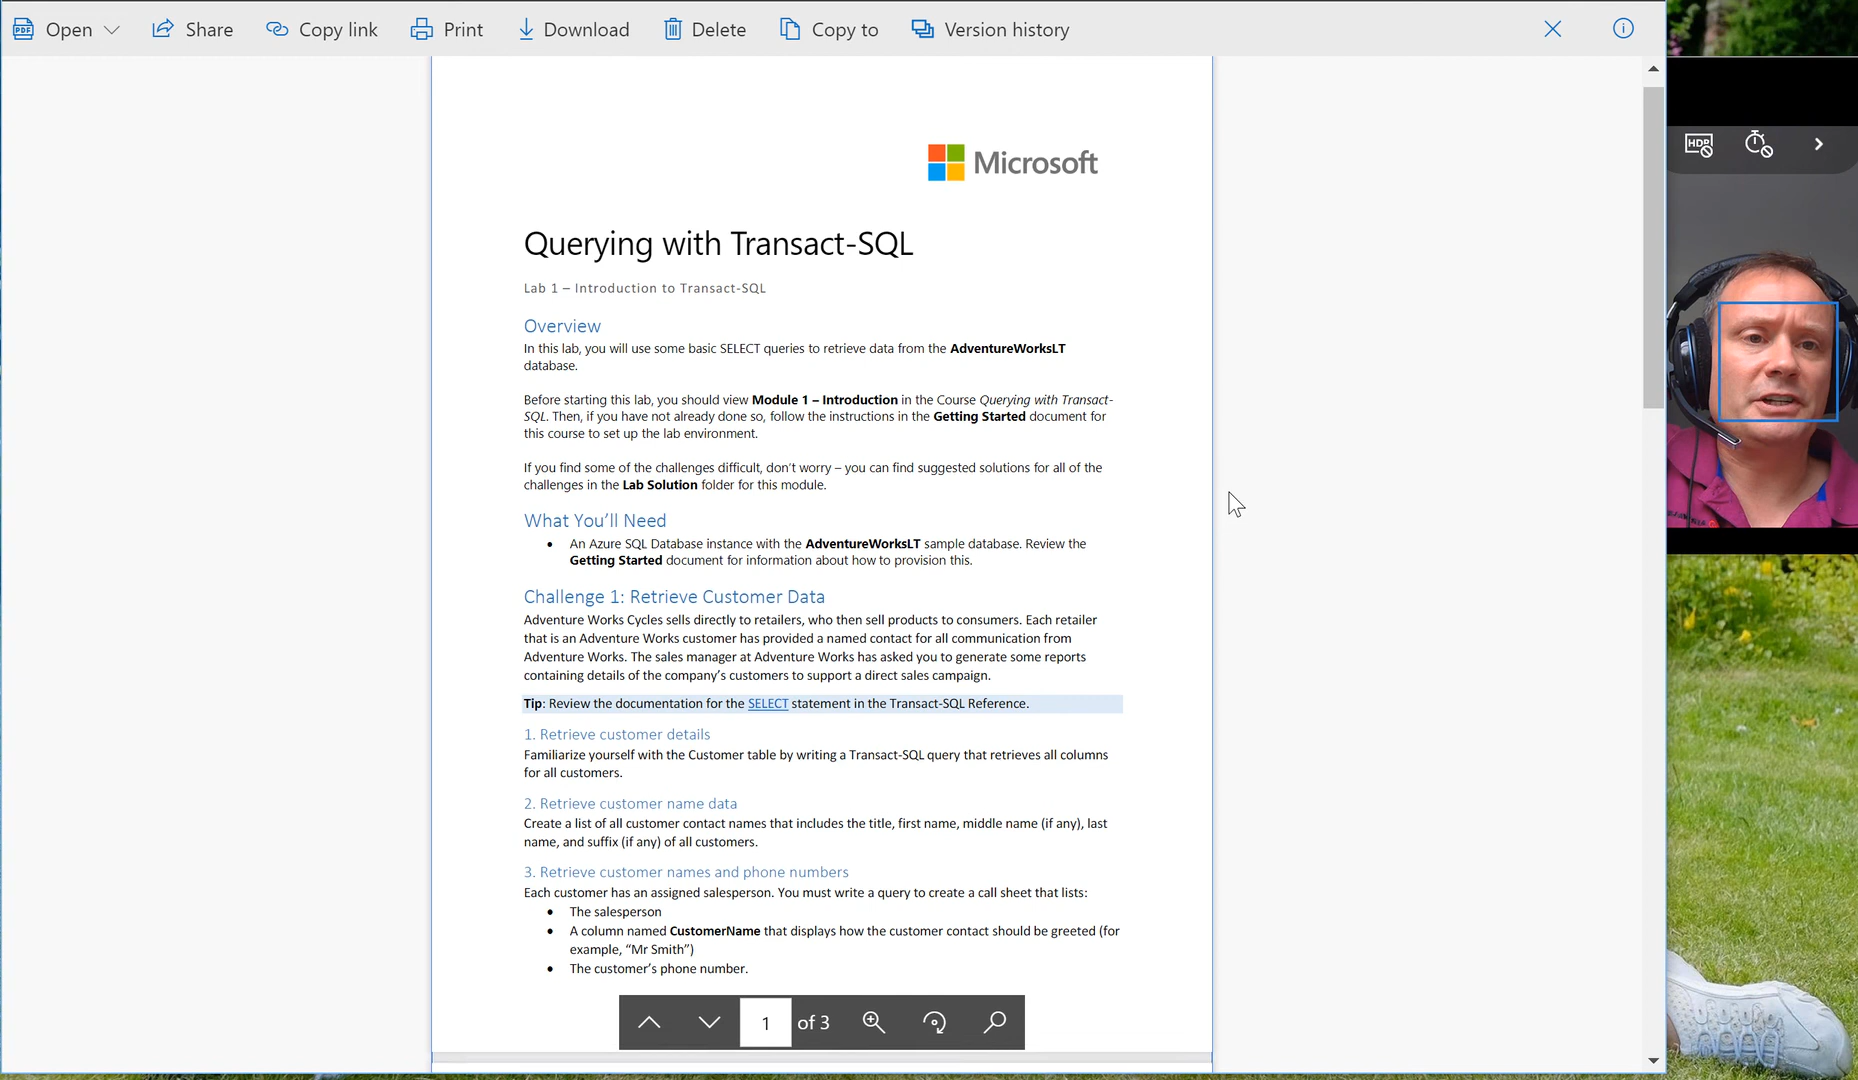 Open Share Copy link Print Download Delete Copy to Version history
Microsoft
Querying with Transact-SQL
Lab 1 – Introduction to Transact-SQL
Overview
In this lab, you will use some basic SELECT queries to retrieve data from the AdventureWorksLT
database.
Before starting this lab, you should view Module 1 – Introduction in the Course Querying with Transact-
SQL. Then, if you have not already done so, follow the instructions in the Getting Started document for
this course to set up the lab environment.
If you find some of the challenges difficult, don't worry – you can find suggested solutions for all of the
challenges in the Lab Solution folder for this module.
What You'll Need
• An Azure SQL Database instance with the AdventureWorksLT sample database. Review the
Getting Started document for information about how to provision this.
Challenge 1: Retrieve Customer Data
Adventure Works Cycles sells directly to retailers, who then sell products to consumers. Each retailer
that is an Adventure Works customer has provided a named contact for all communication from
Adventure Works. The sales manager at Adventure Works has asked you to generate some reports
containing details of the company's customers to support a direct sales campaign.
Tip: Review the documentation for the SELECT statement in the Transact-SQL Reference.
1. Retrieve customer details
Familiarize yourself with the Customer table by writing a Transact-SQL query that retrieves all columns
for all customers.
2. Retrieve customer name data
Create a list of all customer contact names that includes the title, first name, middle name (if any), last
name, and suffix (if any) of all customers.
3. Retrieve customer names and phone numbers
Each customer has an assigned salesperson. You must write a query to create a call sheet that lists:
• The salesperson
• A column named CustomerName that displays how the customer contact should be greeted (for
example, "Mr Smith")
• The customer's phone number.
1 of 3
PDF
HDR